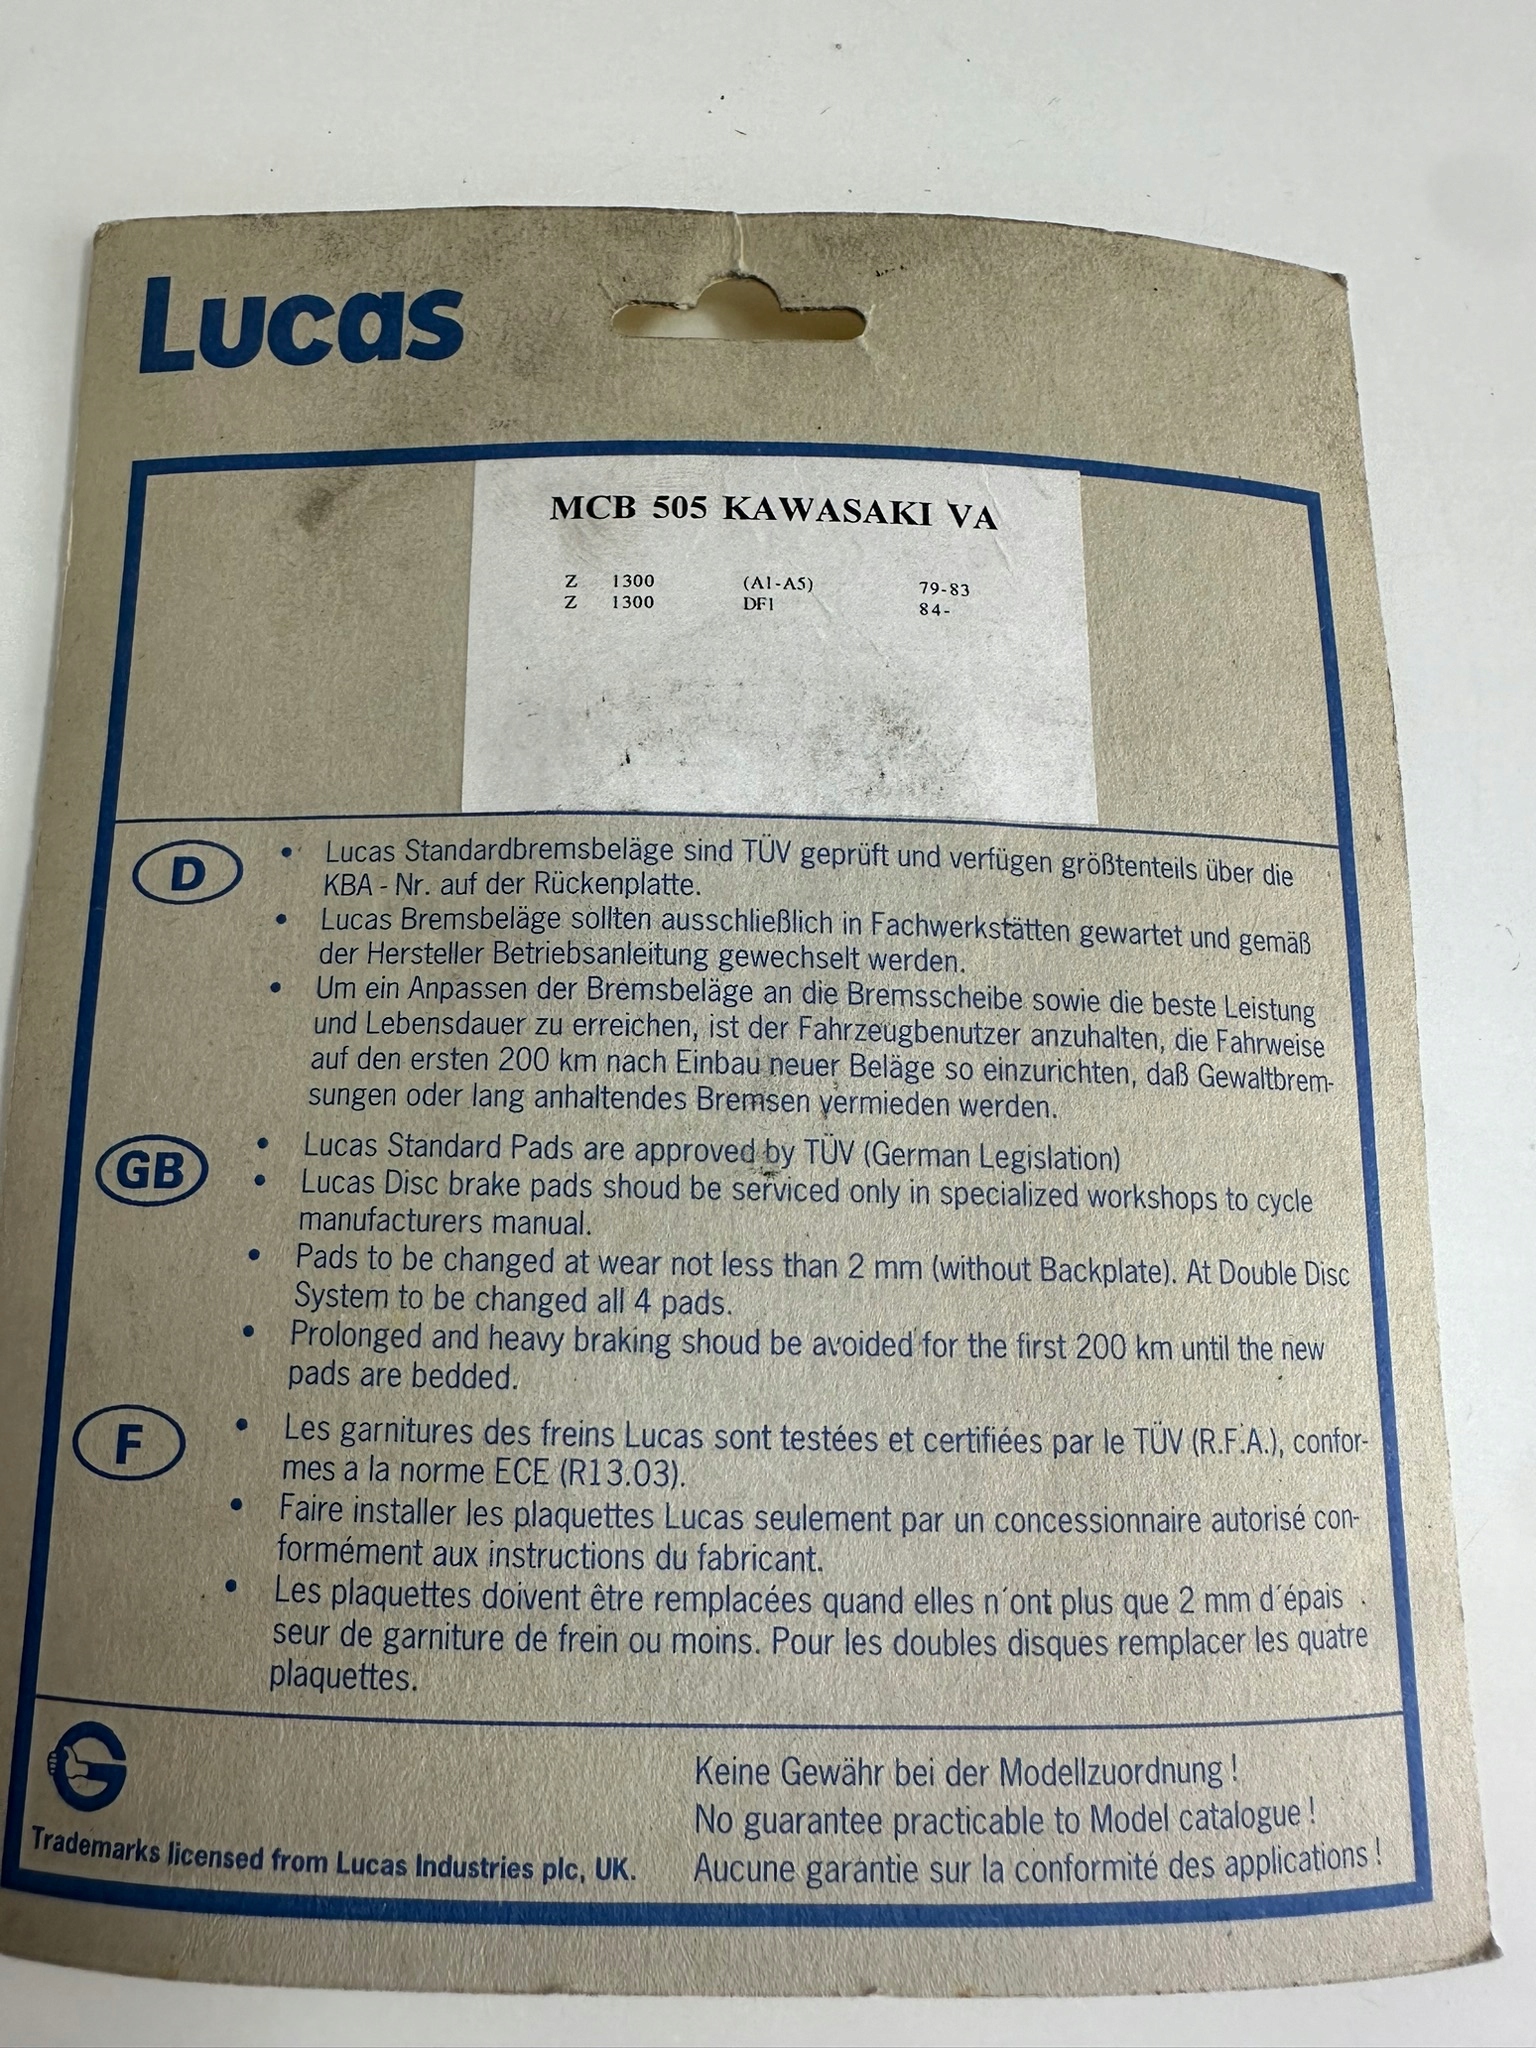 Lucas
MCB 505 KAWASAKI VA
Z 1300 (A1-A5) 79-83
Z 1300 DF1 84-
D
• Lucas Standardbremsbeläge sind TÜV geprüft und verfügen größtenteils über die
KBA - Nr. auf der Rückenplatte.
• Lucas Bremsbeläge sollten ausschließlich in Fachwerkstätten gewartet und gemäß
der Hersteller Betriebsanleitung gewechselt werden.
• Um ein Anpassen der Bremsbeläge an die Bremsscheibe sowie die beste Leistung
und Lebensdauer zu erreichen, ist der Fahrzeugbenutzer anzuhalten, die Fahrweise
auf den ersten 200 km nach Einbau neuer Beläge so einzurichten, daß Gewaltbrem-
sungen oder lang anhaltendes Bremsen vermieden werden.
GB
• Lucas Standard Pads are approved by TÜV (German Legislation)
• Lucas Disc brake pads shoud be serviced only in specialized workshops to cycle
manufacturers manual.
• Pads to be changed at wear not less than 2 mm (without Backplate). At Double Disc
System to be changed all 4 pads.
• Prolonged and heavy braking shoud be avoided for the first 200 km until the new
pads are bedded.
F
• Les garnitures des freins Lucas sont testées et certifiées par le TÜV (R.F.A.), confor-
mes a la norme ECE (R13.03).
• Faire installer les plaquettes Lucas seulement par un concessionnaire autorisé con-
formément aux instructions du fabricant.
• Les plaquettes doivent être remplacées quand elles n´ont plus que 2 mm d´épais
seur de garniture de frein ou moins. Pour les doubles disques remplacer les quatre
plaquettes.
Trademarks licensed from Lucas Industries plc, UK.
Keine Gewähr bei der Modellzuordnung !
No guarantee practicable to Model catalogue !
Aucune garantie sur la conformité des applications !